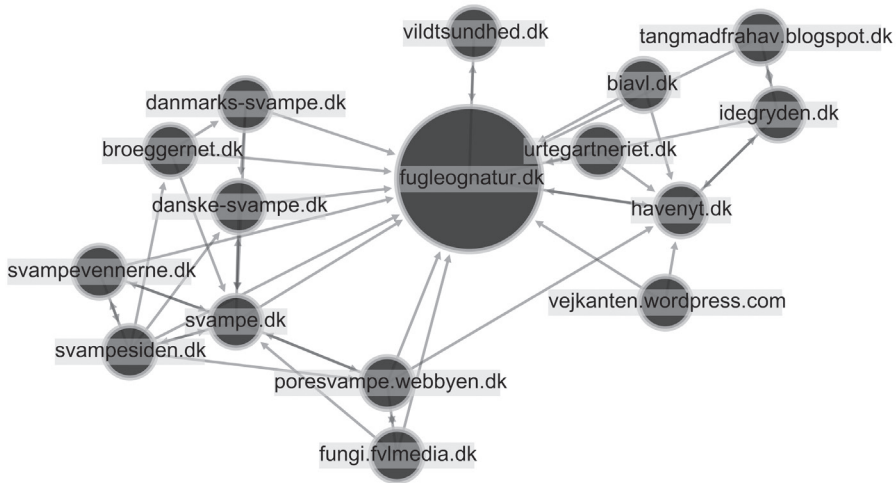 vildtsundhed.dk
tangmadfrahav.blogspot.dk
biavl.dk
danmarks-svampe.dk
idegryden.dk
broeggernet.dk
urtegartneriet.dk
fugleognatur.dk
danske-svampe.dk
havenyt.dk
svampevennerne.dk
vejkanten.wordpress.com
svampe.dk
svampesiden.dk
poresvampe.webbyen.dk
fungi.fvlmedia.dk